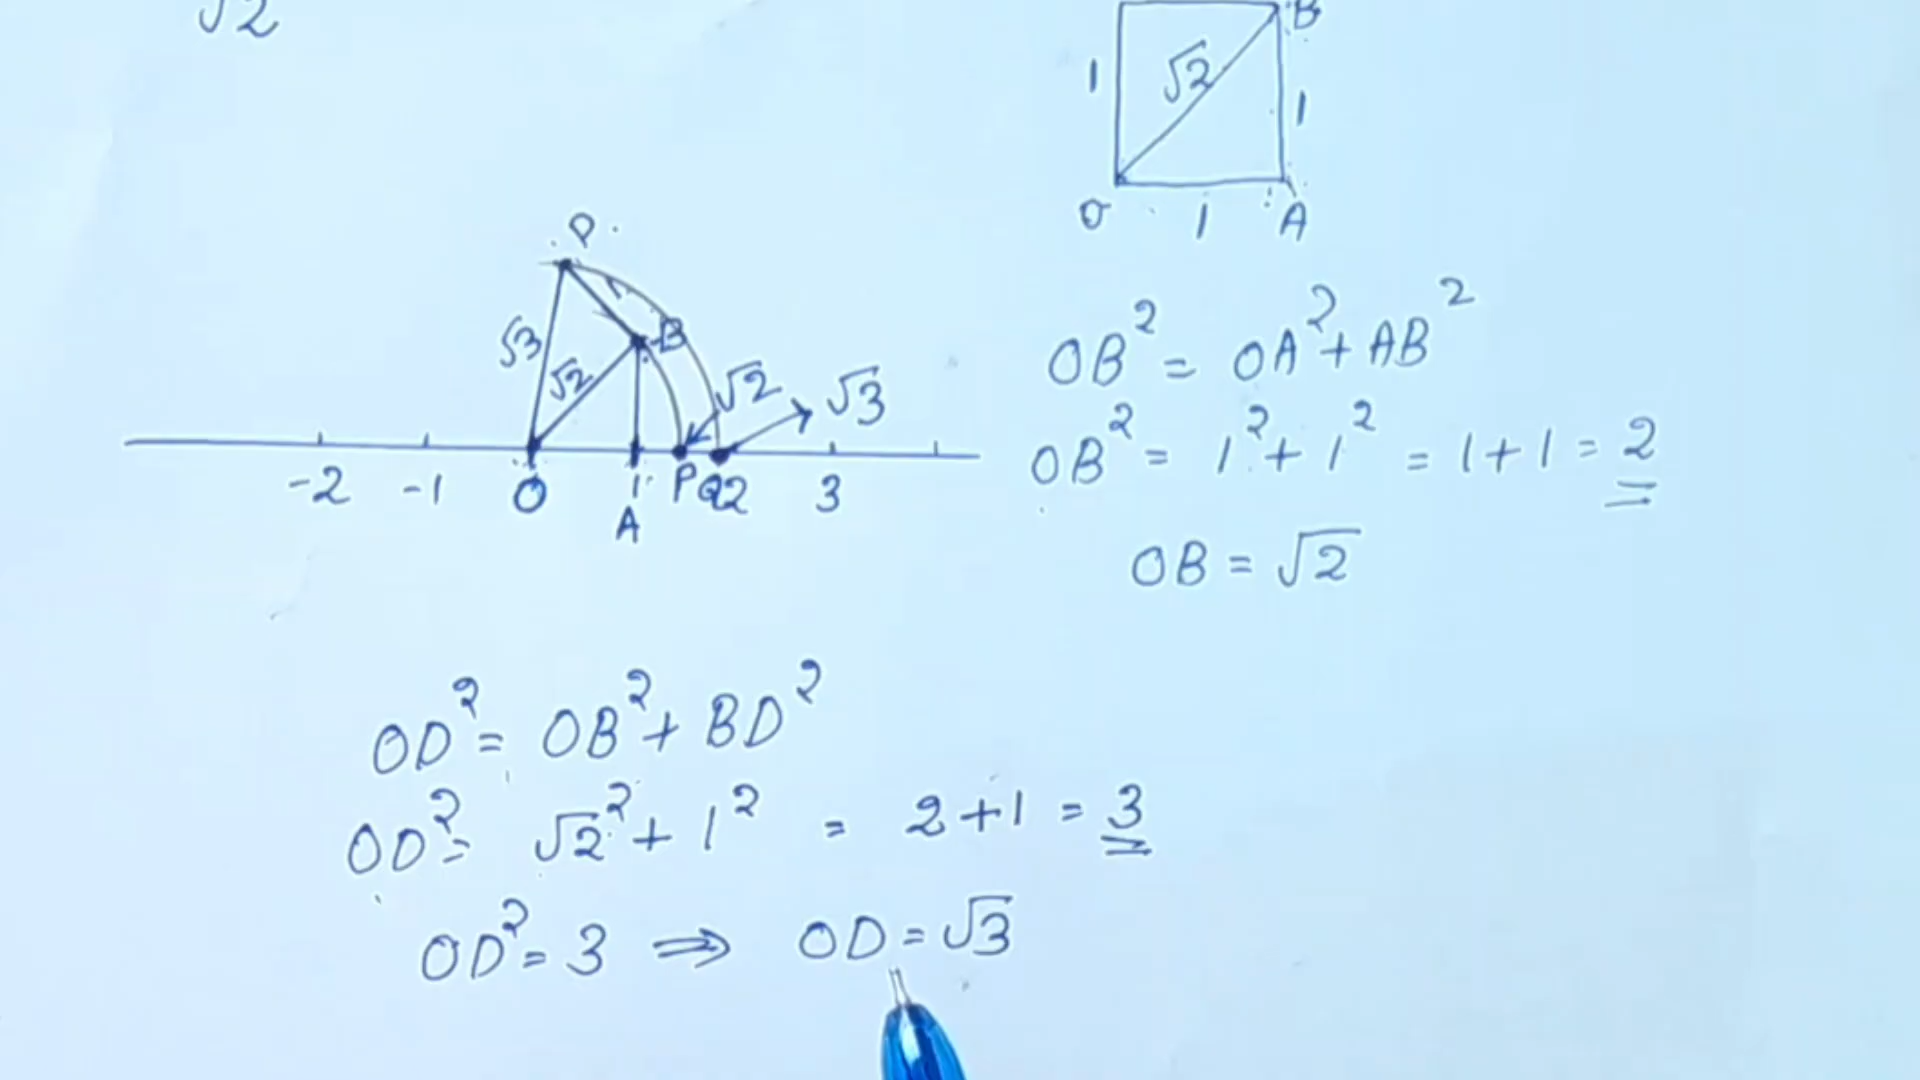 √2
B
1
√2
1
O 1 A
D
√3
√2
B
√2
√3
-2 -1 0 1 P Q 2 3
A
OB² = OA² + AB²
OB² = 1² + 1² = 1 + 1 = 2
OB = √2
OD² = OB² + BD²
OD² = √2² + 1² = 2 + 1 = 3
OD² = 3 ⇒ OD = √3